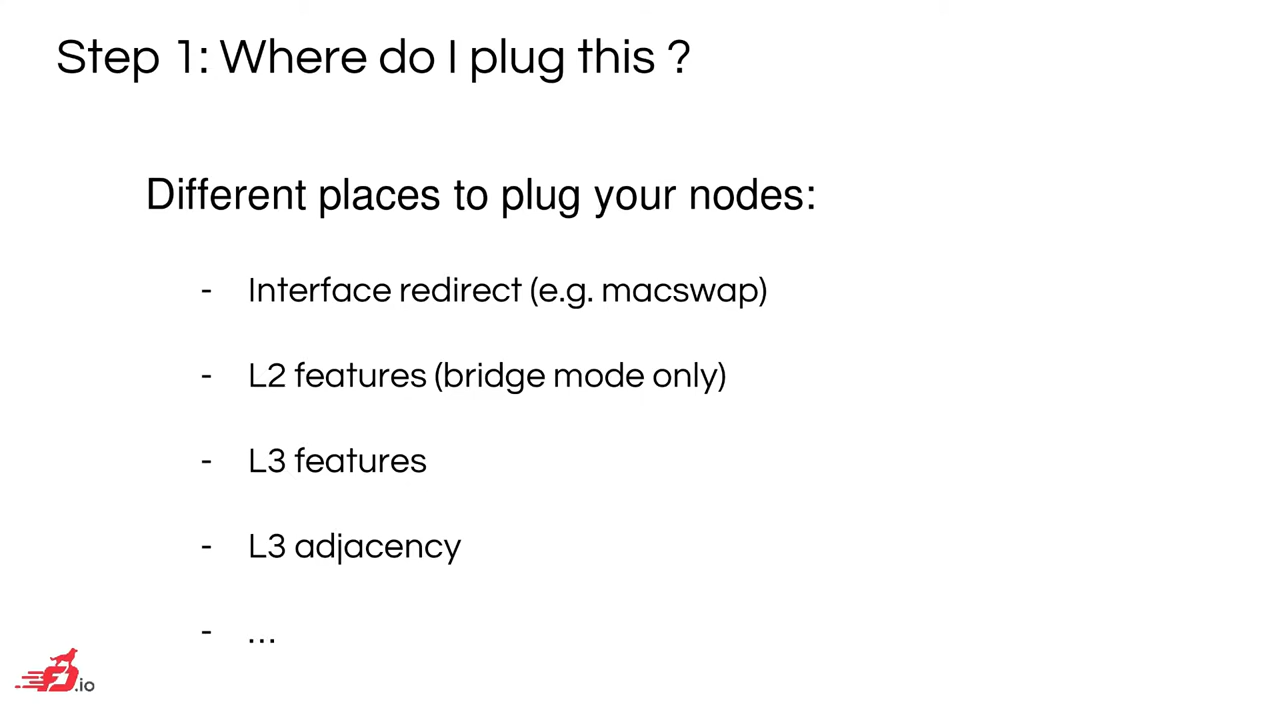 Step 1: Where do I plug this ?
Different places to plug your nodes:
- Interface redirect (e.g. macswap)
- L2 features (bridge mode only)
- L3 features
- L3 adjacency
- ...
FD.io